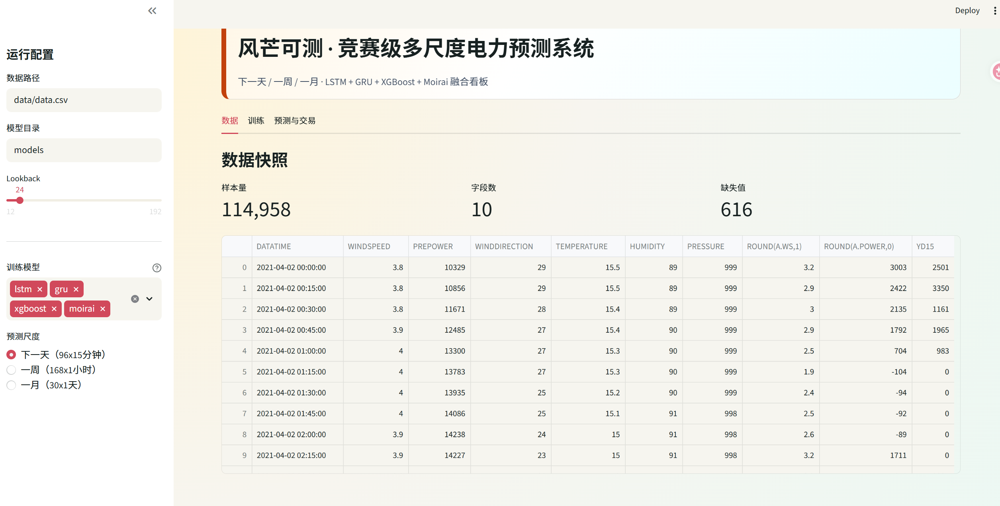 Deploy
运行配置
数据路径
data/data.csv
模型目录
models
Lookback
24
12 192
训练模型
lstm gru
xgboost moirai
预测尺度
下一天（96x15分钟）
一周（168x1小时）
一月（30x1天）
风芒可测 · 竞赛级多尺度电力预测系统
下一天 / 一周 / 一月 · LSTM + GRU + XGBoost + Moirai 融合看板
数据 训练 预测与交易
数据快照
样本量 字段数 缺失值
114,958 10 616
DATATIME WINDSPEED PREPOWER WINDDIRECTION TEMPERATURE HUMIDITY PRESSURE ROUND(A.WS,1) ROUND(A.POWER,0) YD15
0 2021-04-02 00:00:00 3.8 10329 29 15.5 89 999 3.2 3003 2501
1 2021-04-02 00:15:00 3.8 10856 29 15.5 89 999 2.9 2422 3350
2 2021-04-02 00:30:00 3.8 11671 28 15.4 89 999 3 2135 1161
3 2021-04-02 00:45:00 3.9 12485 27 15.4 90 999 2.9 1792 1965
4 2021-04-02 01:00:00 4 13300 27 15.3 90 999 2.5 704 983
5 2021-04-02 01:15:00 4 13783 27 15.3 90 999 1.9 -104 0
6 2021-04-02 01:30:00 4 13935 25 15.2 90 999 2.4 -94 0
7 2021-04-02 01:45:00 4 14086 25 15.1 91 998 2.5 -92 0
8 2021-04-02 02:00:00 3.9 14238 24 15 91 998 2.6 -89 0
9 2021-04-02 02:15:00 3.9 14227 23 15 91 998 3.2 1711 0